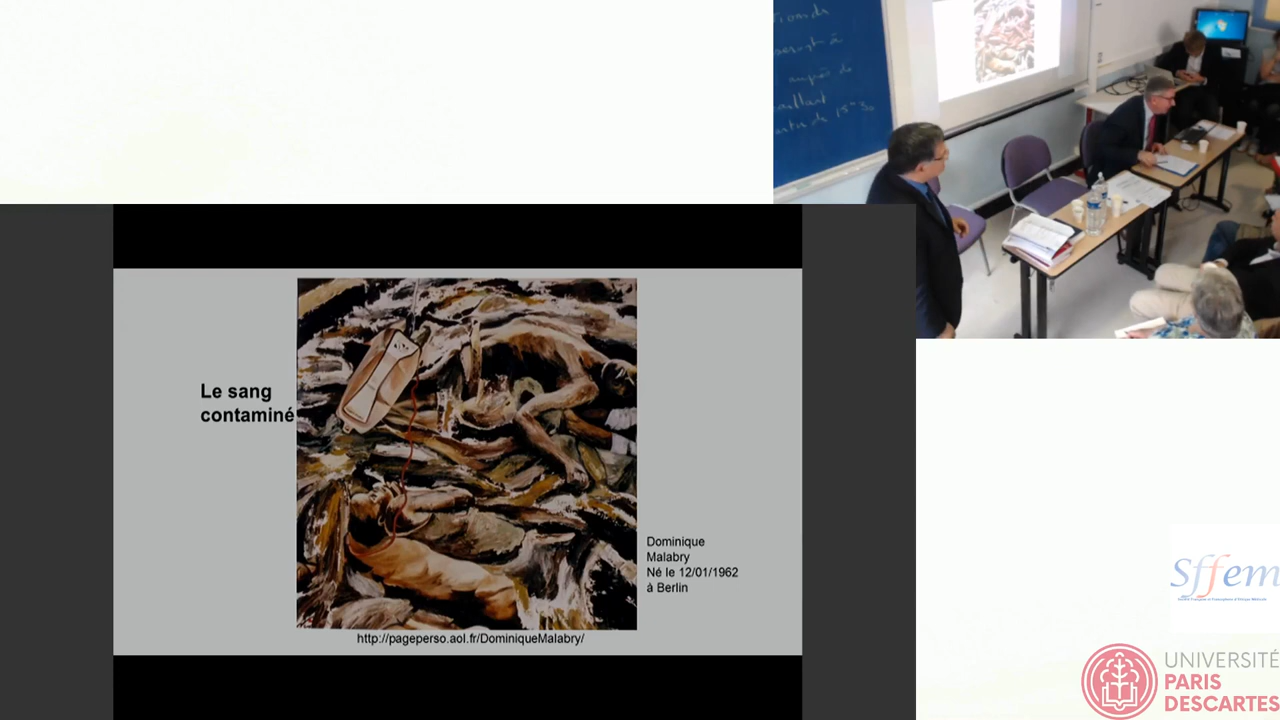 Le sang
contaminé
Dominique
Malabry
Né le 12/01/1962
à Berlin
http://pageperso.aol.fr/DominiqueMalabry/
Sffem
UNIVERSITÉ
PARIS
DESCARTES